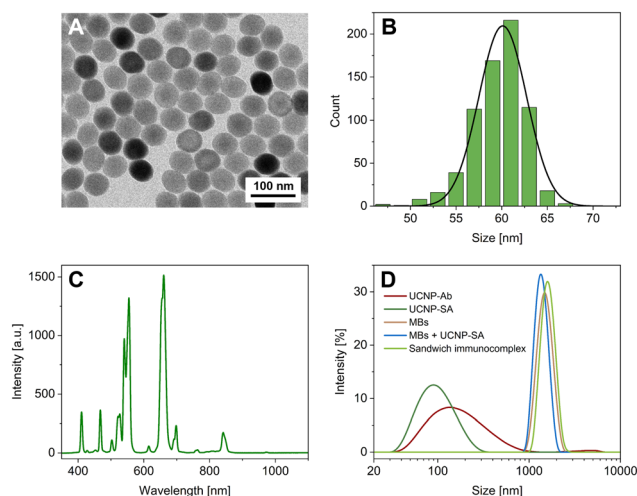 A
100 nm
B
200
150
100
50
0
Count
50
55
60
65
70
Size [nm]
C
1500
1000
500
0
Intensity [a.u.]
400
600
800
1000
Wavelength [nm]
D
30
20
10
0
Intensity [%]
UCNP-Ab
UCNP-SA
MBs
MBs + UCNP-SA
Sandwich immunocomplex
20
100
1000
10000
Size [nm]